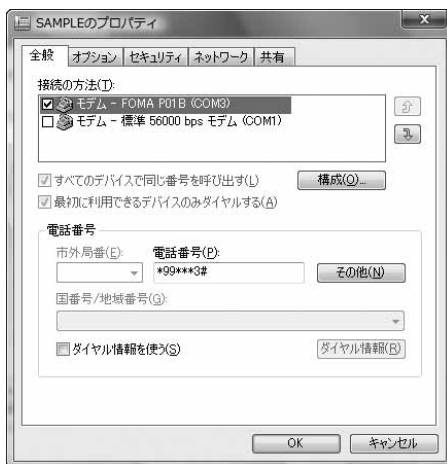 SAMPLEのプロパティ
x
全般 オプション セキュリティ ネットワーク 共有
接続の方法(T):
モデム - FOMA P01B (COM3)
モデム - 標準 56000 bps モデム (COM1)
すべてのデバイスで同じ番号を呼び出す(L) 構成(O)...
最初に利用できるデバイスのみダイヤルする(A)
電話番号
市外局番(E): 電話番号(P):
*99***3# その他(N)
国番号/地域番号(G):
ダイヤル情報を使う(S) ダイヤル情報(R)
OK キャンセル